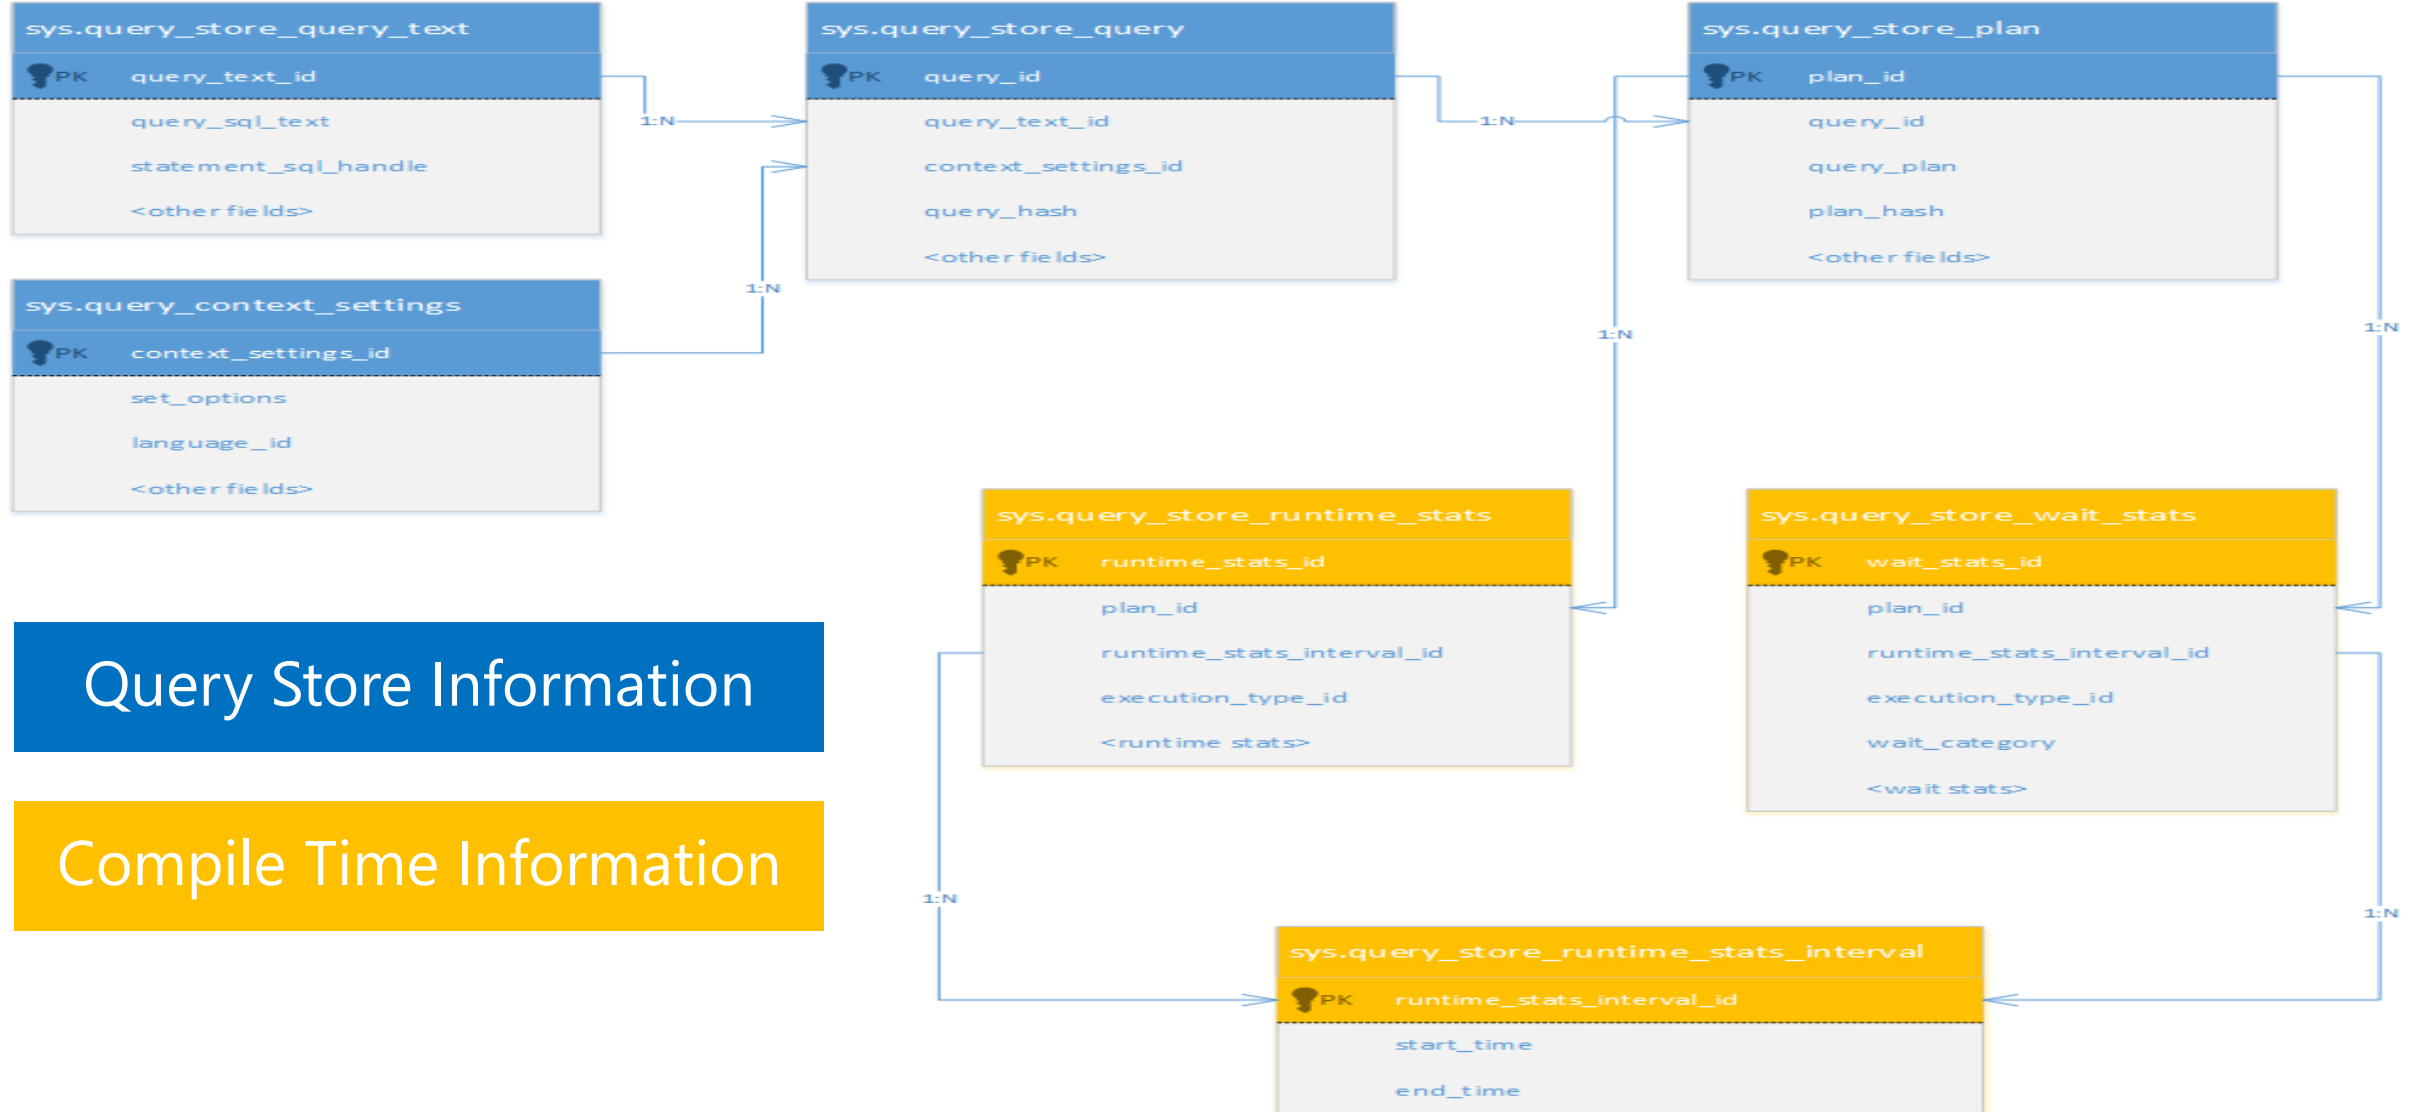 sys.query_store_query_text
PK query_text_id
query_sql_text
statement_sql_handle
<other fields>
sys.query_context_settings
PK context_settings_id
set_options
language_id
<other fields>
1:N
1:N
sys.query_store_query
PK query_id
query_text_id
context_settings_id
query_hash
<other fields>
1:N
sys.query_store_plan
PK plan_id
query_id
query_plan
plan_hash
<other fields>
1:N
1:N
sys.query_store_runtime_stats
PK runtime_stats_id
plan_id
runtime_stats_interval_id
execution_type_id
<runtime stats>
sys.query_store_wait_stats
PK wait_stats_id
plan_id
runtime_stats_interval_id
execution_type_id
wait_category
<wait stats>
Query Store Information
Compile Time Information
1:N
1:N
sys.query_store_runtime_stats_interval
PK runtime_stats_interval_id
start_time
end_time